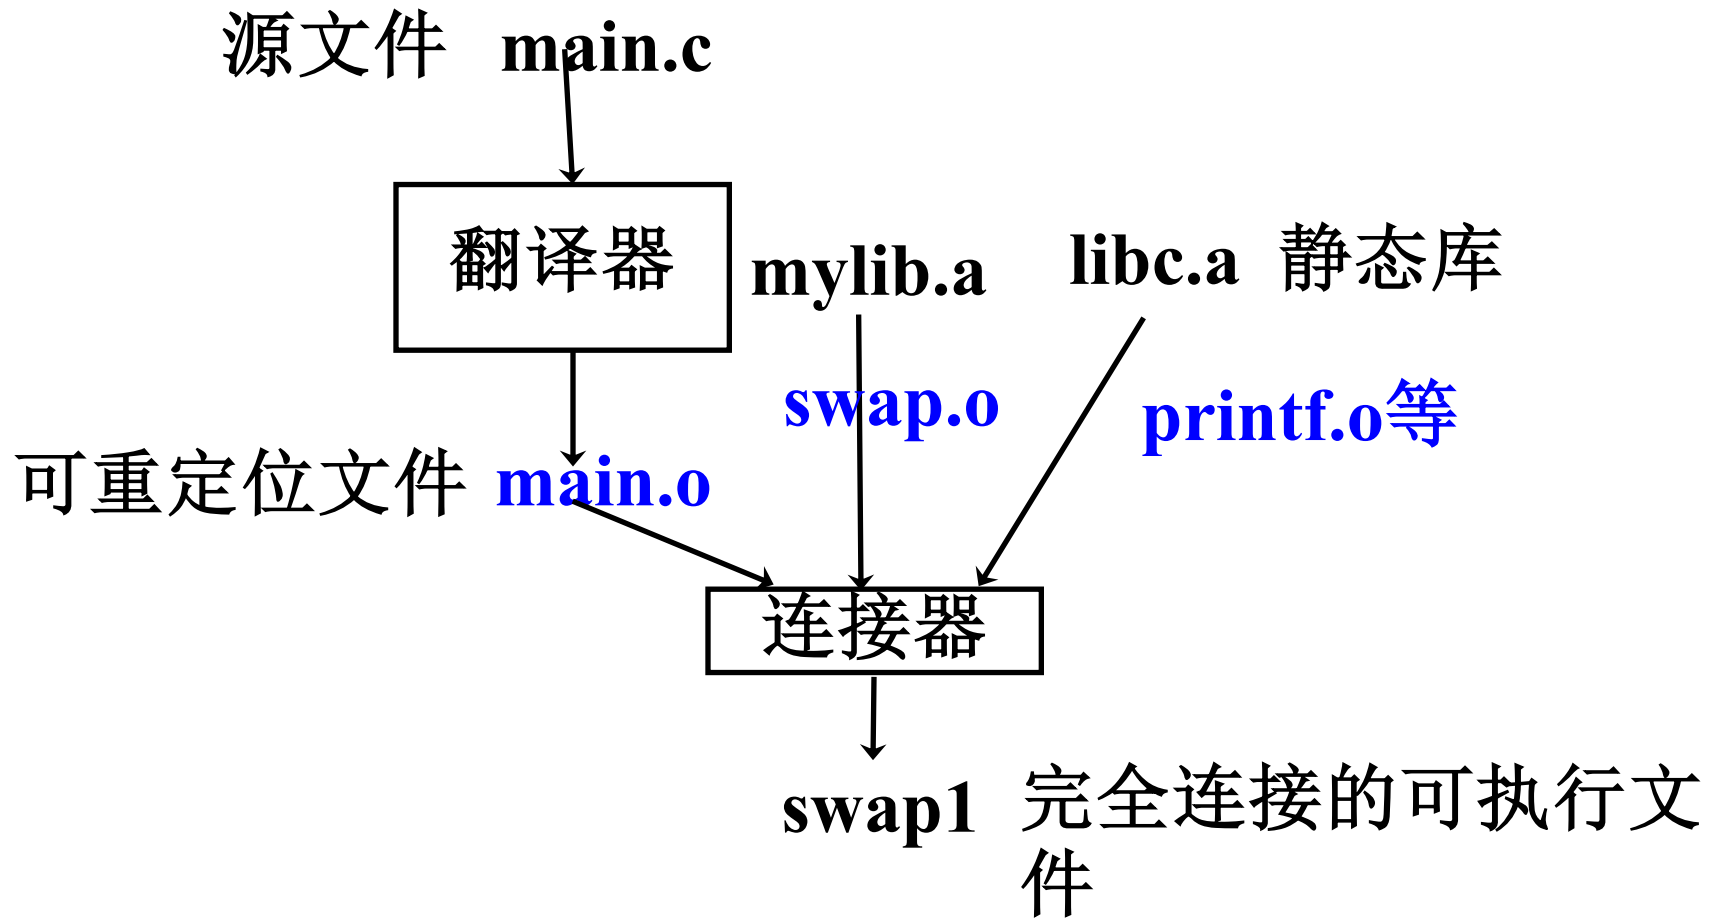 源文件 main.c
翻译器
mylib.a
libc.a 静态库
swap.o
printf.o等
可重定位文件 main.o
连接器
swap1 完全连接的可执行文
件